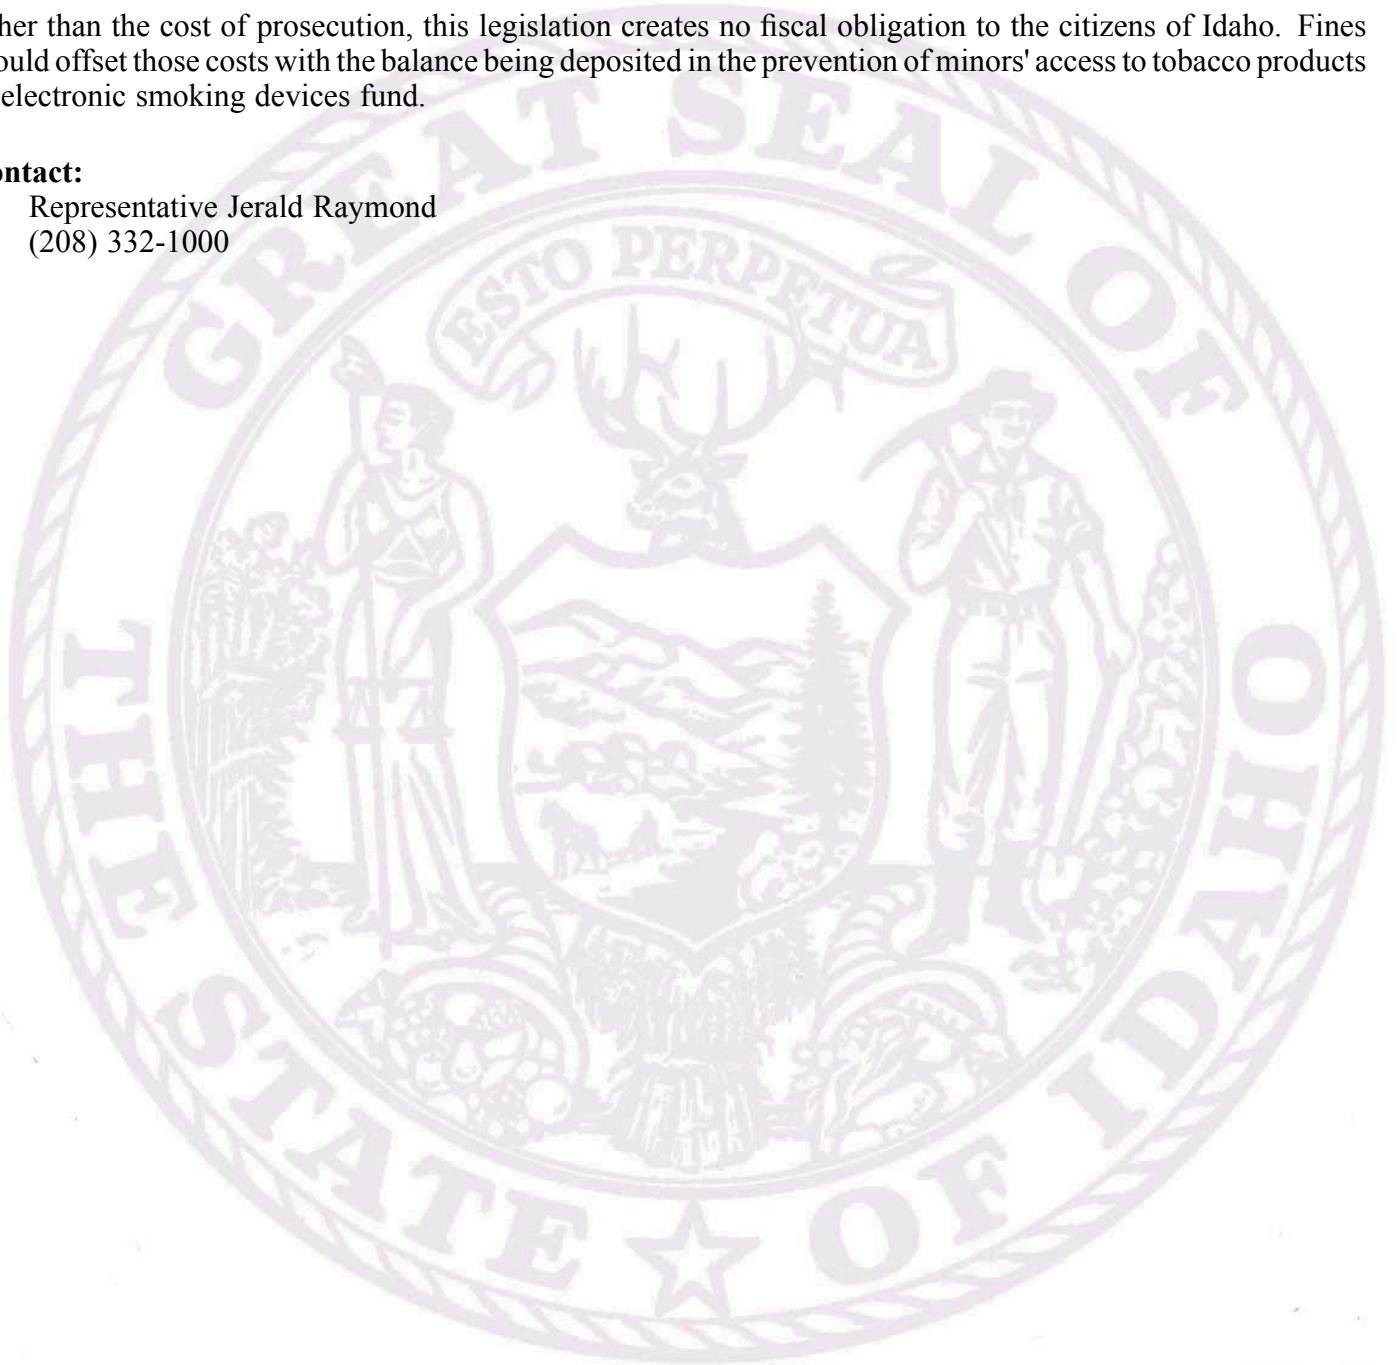 her than the cost of prosecution, this legislation creates no fiscal obligation to the citizens of Idaho. Fines
ould offset those costs with the balance being deposited in the prevention of minors' access to tobacco products
electronic smoking devices fund.
ontact:
Representative Jerald Raymond
(208) 332-1000
GREAT SEAL OF
ESTO PERPETUA
THE STATE OF IDAHO